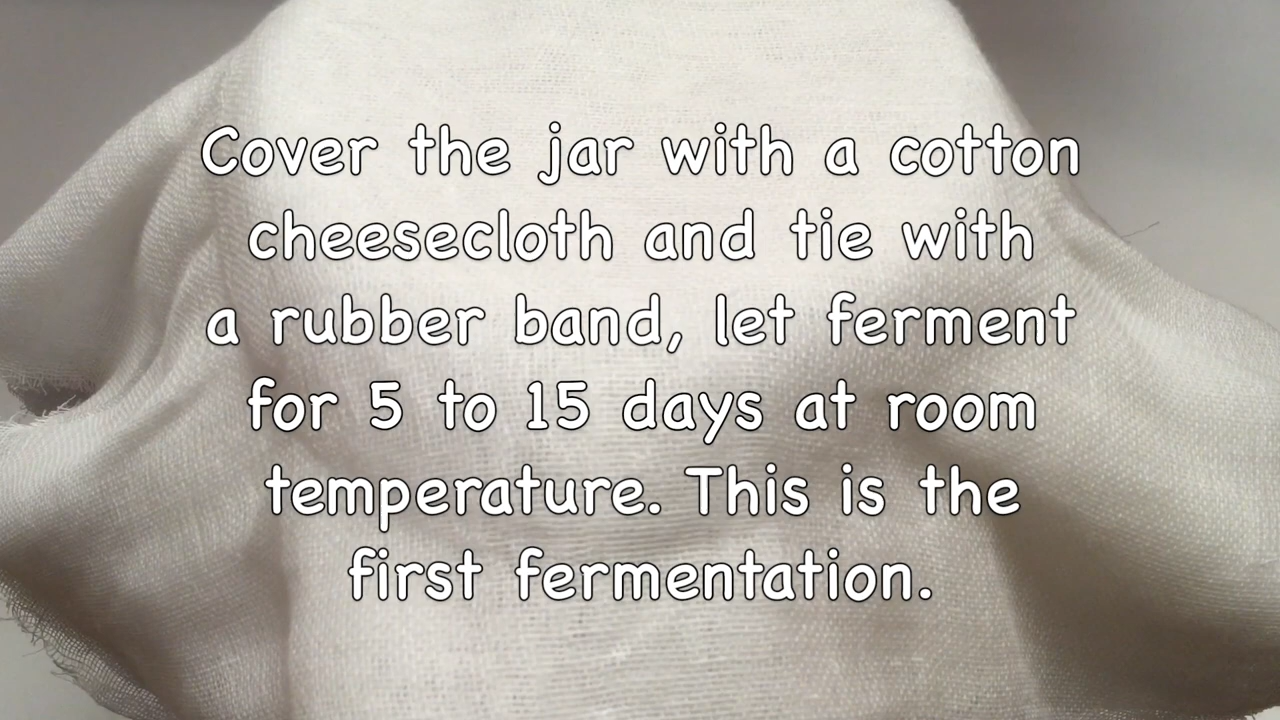 Cover the jar with a cotton
cheesecloth and tie with
a rubber band, let ferment
for 5 to 15 days at room
temperature. This is the
first fermentation.